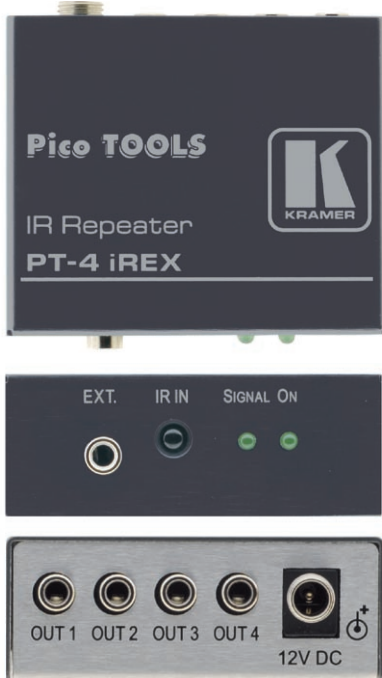 Pico TOOLS
KRAMER
IR Repeater
PT-4 iREX
EXT. IR IN SIGNAL ON
OUT 1 OUT 2 OUT 3 OUT 4
12V DC